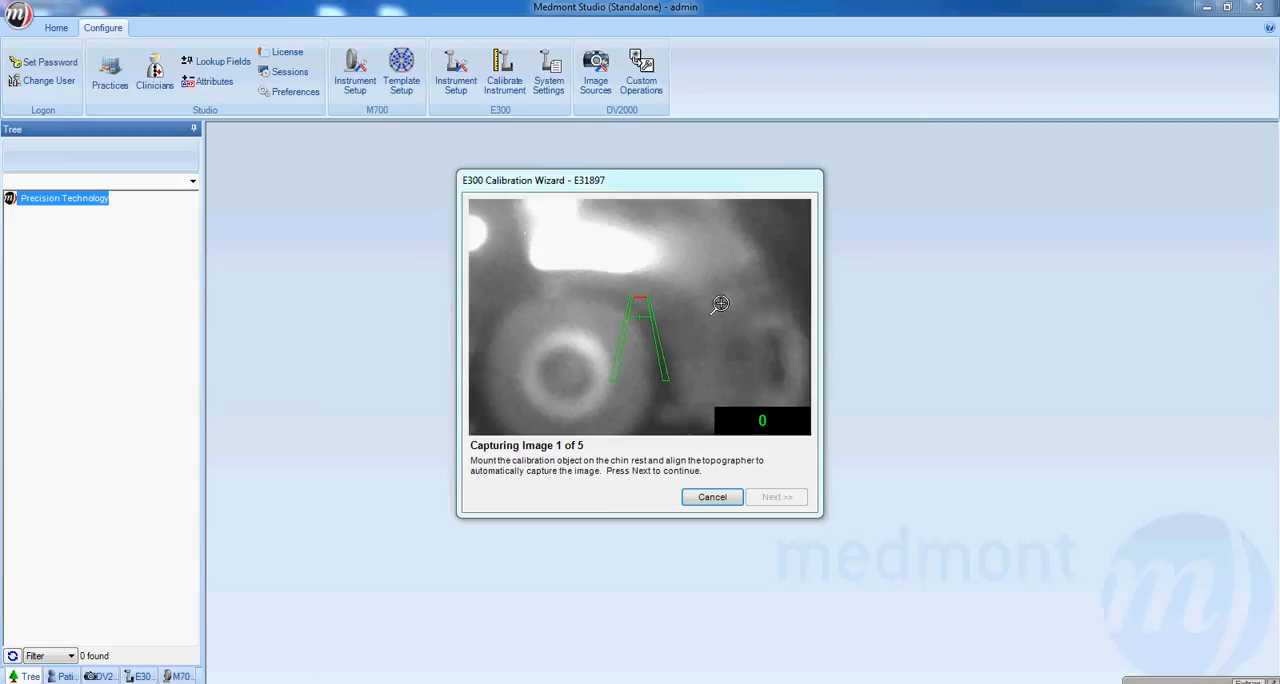 Medmont Studio (Standalone) - admin
Home
Configure
Set Password
Change User
Logon
Practices
Clinicians
Lookup Fields
Attributes
License
Sessions
Preferences
Studio
Instrument
Setup
Template
Setup
M700
Instrument
Setup
Calibrate
Instrument
System
Settings
E300
Image
Sources
Custom
Operations
DV2000
Tree
m) Precision Technology
E300 Calibration Wizard - E31897
0
Capturing Image 1 of 5
Mount the calibration object on the chin rest and align the topographer to
automatically capture the image. Press Next to continue.
Cancel
Next >>
medmont
m)
Filter
0 found
Tree
Pati...
DV2...
E30...
M70...